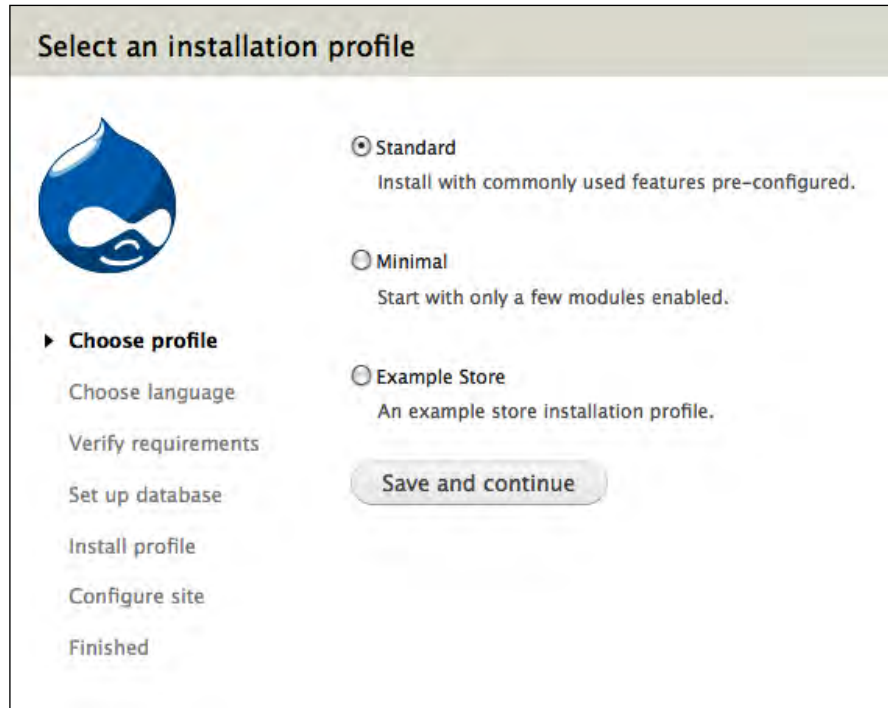 Select an installation profile
Standard
Install with commonly used features pre-configured.
Minimal
Start with only a few modules enabled.
Example Store
An example store installation profile.
Save and continue
Choose profile
Choose language
Verify requirements
Set up database
Install profile
Configure site
Finished